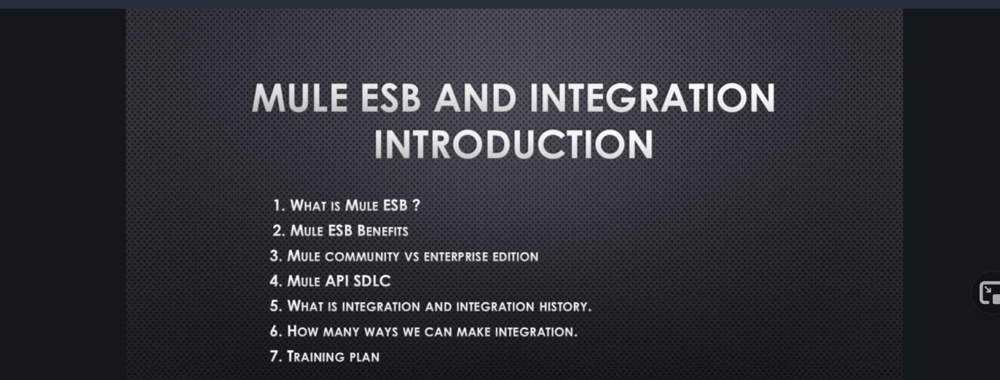 MULE ESB AND INTEGRATION
INTRODUCTION
1. WHAT IS MULE ESB ?
2. MULE ESB BENEFITS
3. MULE COMMUNITY VS ENTERPRISE EDITION
4. MULE API SDLC
5. WHAT IS INTEGRATION AND INTEGRATION HISTORY.
6. HOW MANY WAYS WE CAN MAKE INTEGRATION.
7. TRAINING PLAN